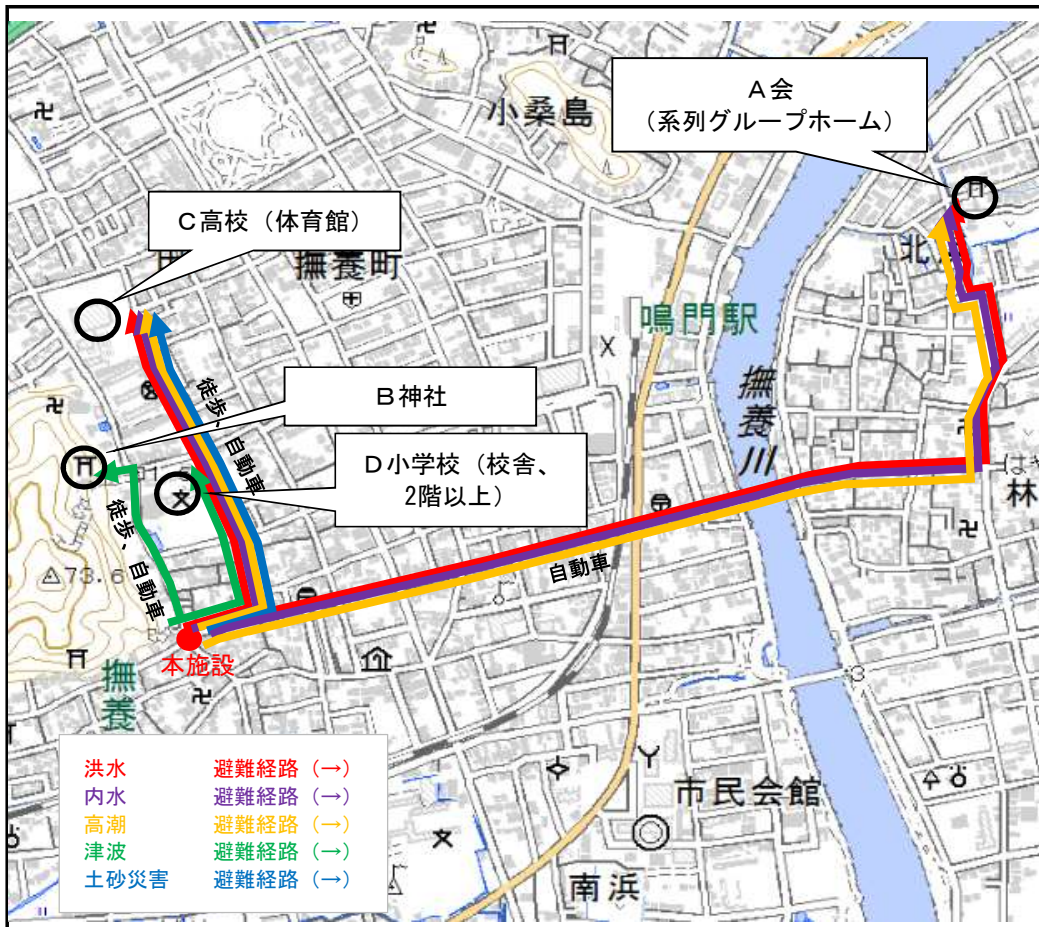 小桑島
A会
(系列グループホーム)
C高校(体育館)
撫養町
鳴門駅
B神社
撫養川
D小学校(校舎、
2階以上)
徒歩、自動車
徒歩、自動車
自動車
73.6
林
本施設
撫養
市民会館
南浜
洪水 避難経路(→)
内水 避難経路(→)
高潮 避難経路(→)
津波 避難経路(→)
土砂災害 避難経路(→)